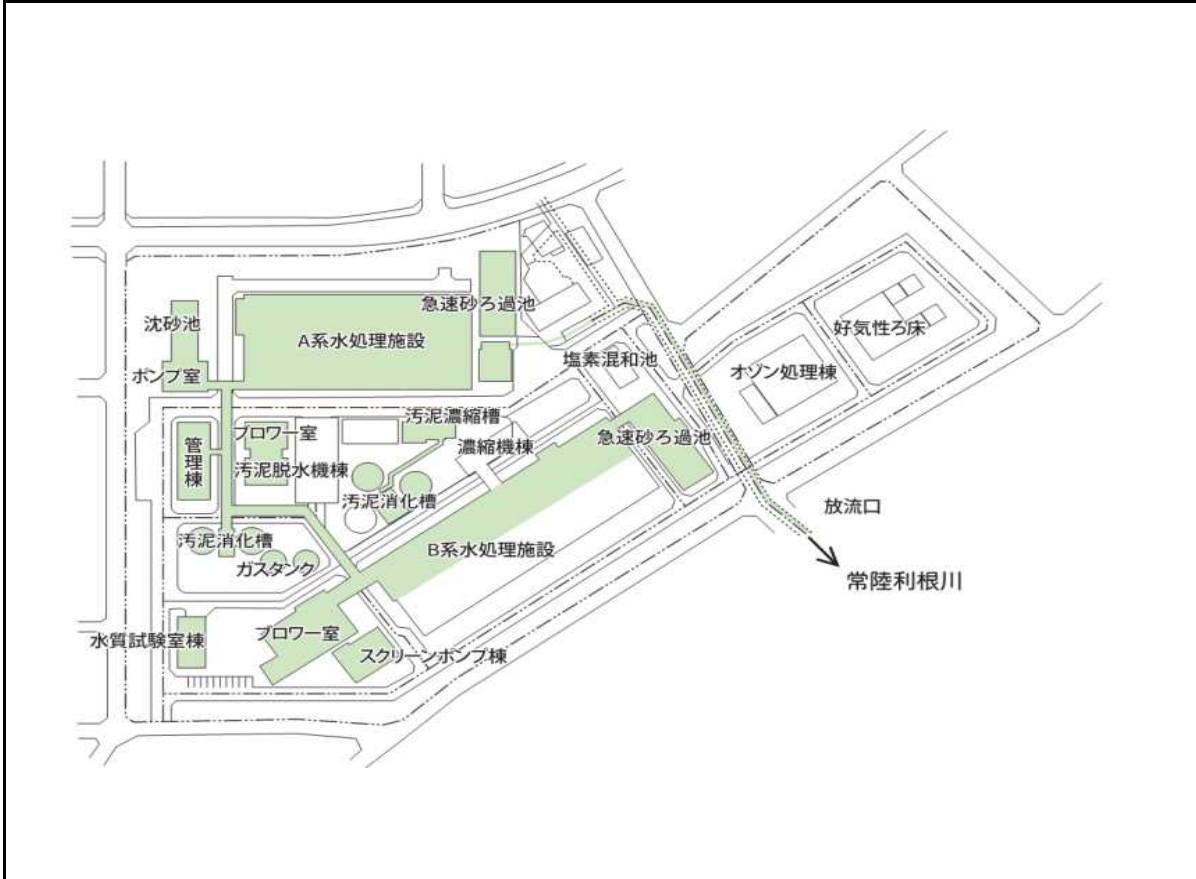 急速砂ろ過池
沈砂池
A系水処理施設
好気性ろ床
塩素混和池
オゾン処理棟
ポンプ室
汚泥濃縮槽
ブロワー室
急速砂ろ過池
管理棟
濃縮機棟
汚泥脱水機棟
汚泥消化槽
放流口
汚泥消化槽
B系水処理施設
ガスタンク
常陸利根川
水質試験室棟
ブロワー室
スクリーンポンプ棟